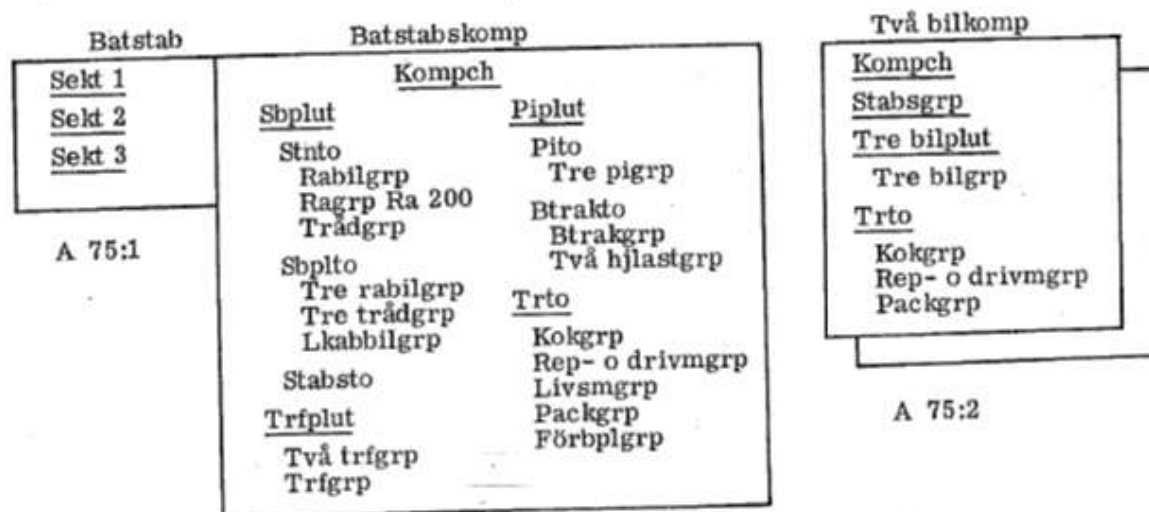 Batstab
Sekt 1
Sekt 2
Sekt 3
A 75:1
Batstabskomp
Kompch
Sbplut
Stnto
Rabilgrp
Ragrp Ra 200
Trådgrp
Sbplto
Tre rabilgrp
Tre trådgrp
Lkabbilgrp
Stabsto
Trfplut
Två trfgrp
Trfgrp
Piplut
Pito
Tre pigrp
Btrakto
Btrakgrp
Två hjlastgrp
Trto
Kokgrp
Rep- o drivmgrp
Livsmgrp
Packgrp
Förbplgrp
Två bilkomp
Kompch
Stabsgrp
Tre bilplut
Tre bilgrp
Trto
Kokgrp
Rep- o drivmgrp
Packgrp
A 75:2